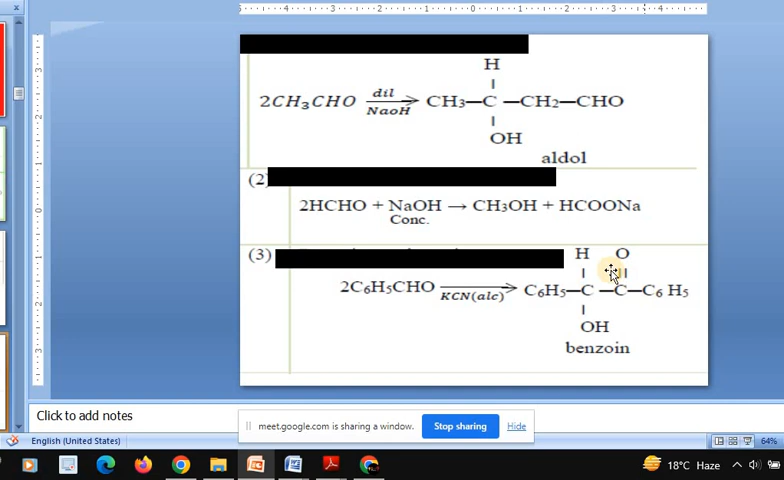 H
2CH₃CHO dil NaoH CH3–C–CH2–CHO
OH
aldol
(2)
2HCHO + NaOH → CH3OH + HCOONa
Conc.
(3)
H O
2C6H5CHO KCN(alc) C6H5–C–C–C6 H5
OH
benzoin
Click to add notes
meet.google.com is sharing a window. Stop sharing Hide
English (United States) 64%
18°C Haze